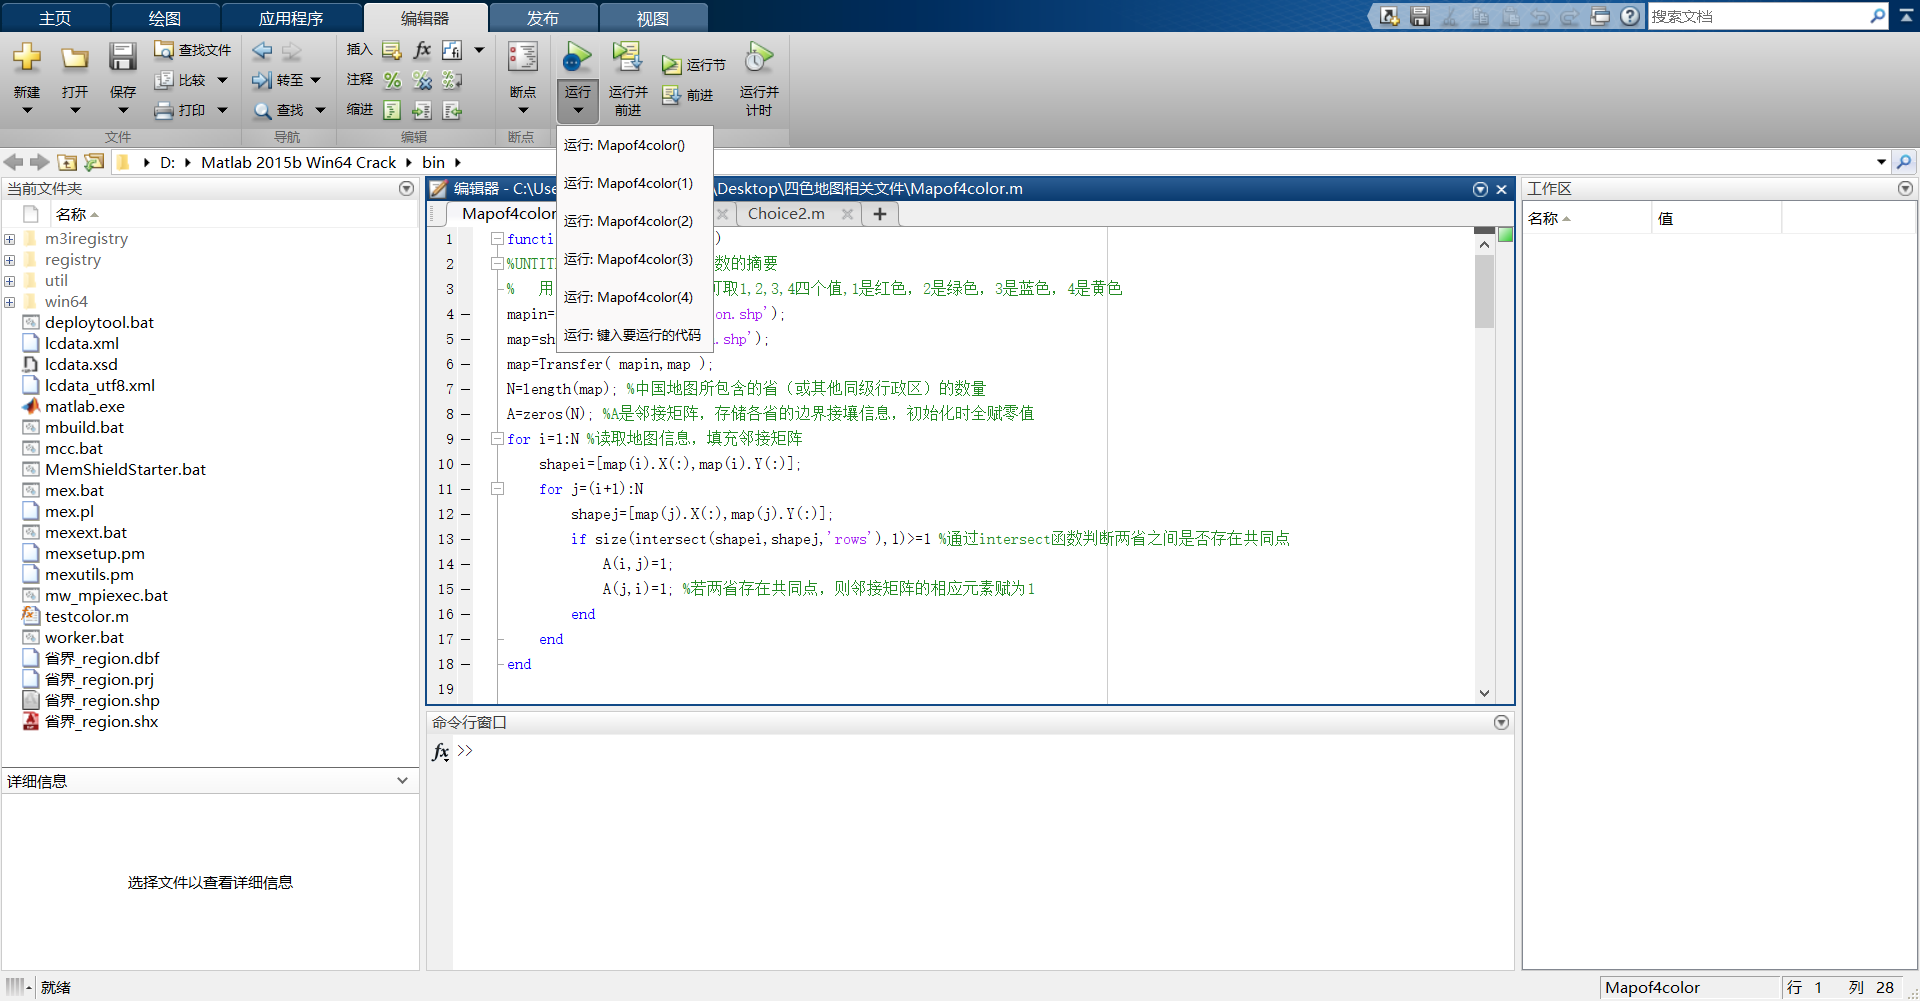 主页 绘图 应用程序 编辑器 发布 视图 搜索文档
新建 打开 保存 查找文件 比较 打印 转至 查找 插入 fx 注释 缩进 断点 运行 运行并前进 运行节 前进 运行并计时
文件 导航 编辑 断点
运行: Mapof4color()
运行: Mapof4color(1)
运行: Mapof4color(2)
运行: Mapof4color(3)
运行: Mapof4color(4)
运行: 键入要运行的代码
D: Matlab 2015b Win64 Crack bin
当前文件夹
名称
m3iregistry
registry
util
win64
deploytool.bat
lcdata.xml
lcdata.xsd
lcdata_utf8.xml
matlab.exe
mbuild.bat
mcc.bat
MemShieldStarter.bat
mex.bat
mex.pl
mexext.bat
mexsetup.pm
mexutils.pm
mw_mpiexec.bat
testcolor.m
worker.bat
省界_region.dbf
省界_region.prj
省界_region.shp
省界_region.shx
详细信息
选择文件以查看详细信息
编辑器 - C:\Use \Desktop\四色地图相关文件\Mapof4color.m
Mapof4color Choice2.m
1 functi )
2 %UNTIT 数的摘要
3 % 用 可取1,2,3,4四个值,1是红色，2是绿色，3是蓝色，4是黄色
4 mapin= on.shp');
5 map=sh .shp');
6 map=Transfer( mapin,map );
7 N=length(map); %中国地图所包含的省（或其他同级行政区）的数量
8 A=zeros(N); %A是邻接矩阵，存储各省的边界接壤信息，初始化时全赋零值
9 for i=1:N %读取地图信息，填充邻接矩阵
10 shapei=[map(i).X(:),map(i).Y(:)];
11 for j=(i+1):N
12 shapej=[map(j).X(:),map(j).Y(:)];
13 if size(intersect(shapei,shapej,'rows'),1)>=1 %通过intersect函数判断两省之间是否存在共同点
14 A(i,j)=1;
15 A(j,i)=1; %若两省存在共同点，则邻接矩阵的相应元素赋为1
16 end
17 end
18 end
19
命令行窗口
fx >>
工作区
名称 值
就绪
Mapof4color 行 1 列 28